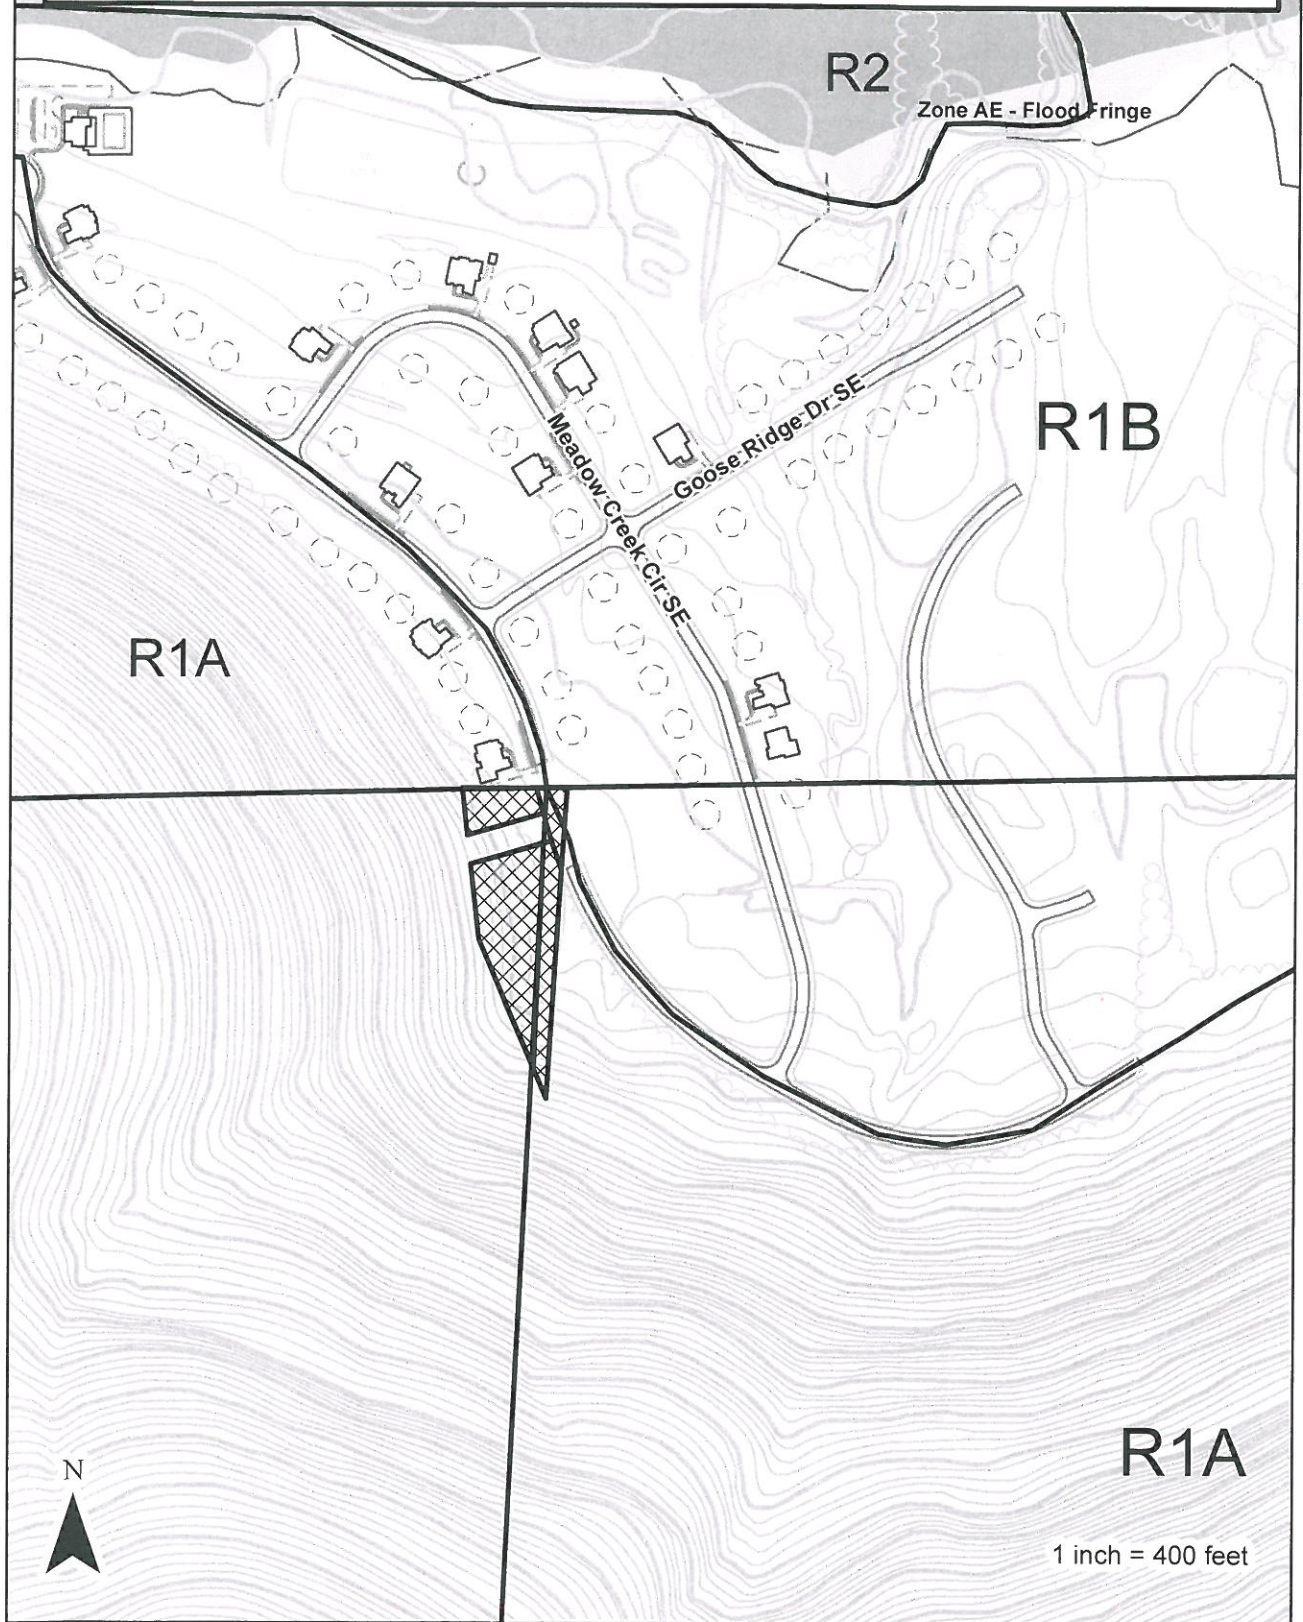 R2
Zone AE - Flood Fringe
Goose Ridge Dr SE
R1B
Meadow Creek Cir SE
R1A
R1A
N
1 inch = 400 feet